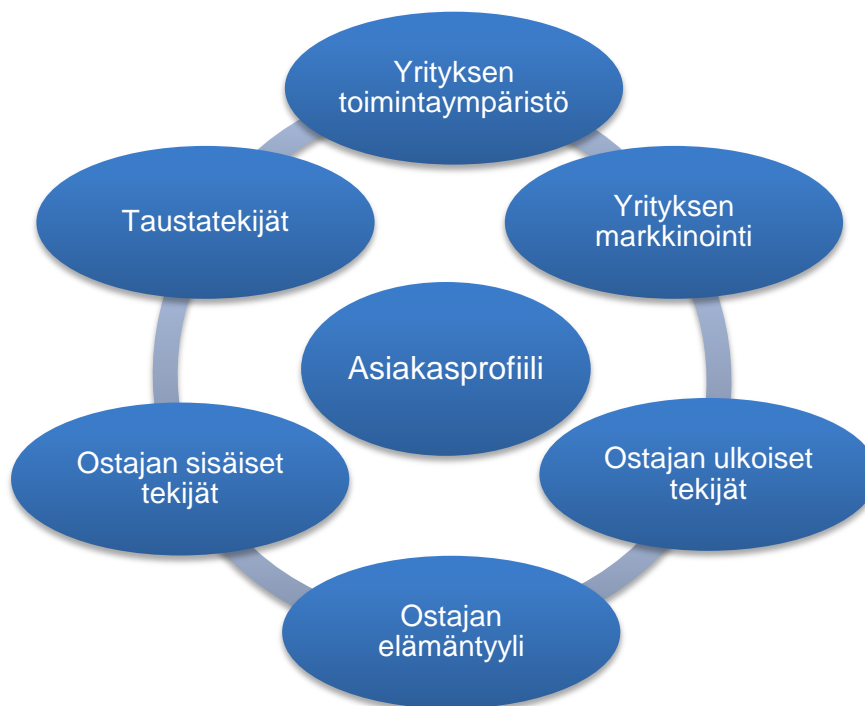 Yrityksen
toimintaympäristö
Taustatekijät
Yrityksen
markkinointi
Asiakasprofiili
Ostajan sisäiset
tekijät
Ostajan ulkoiset
tekijät
Ostajan
elämäntyyli